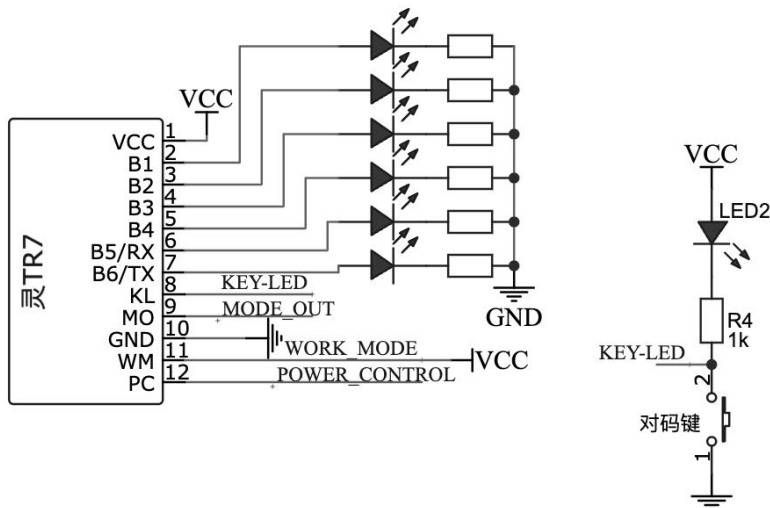 VCC
灵TR7
VCC 1
B1 2
B2 3
B3 4
B4 5
B5/RX 6
B6/TX 7
KL 8
KEY-LED
MO 9
MODE_OUT
GND 10
WM 11
WORK_MODE
VCC
PC 12
POWER_CONTROL
GND
VCC
LED2
R4
1k
KEY-LED
2
对码键
1